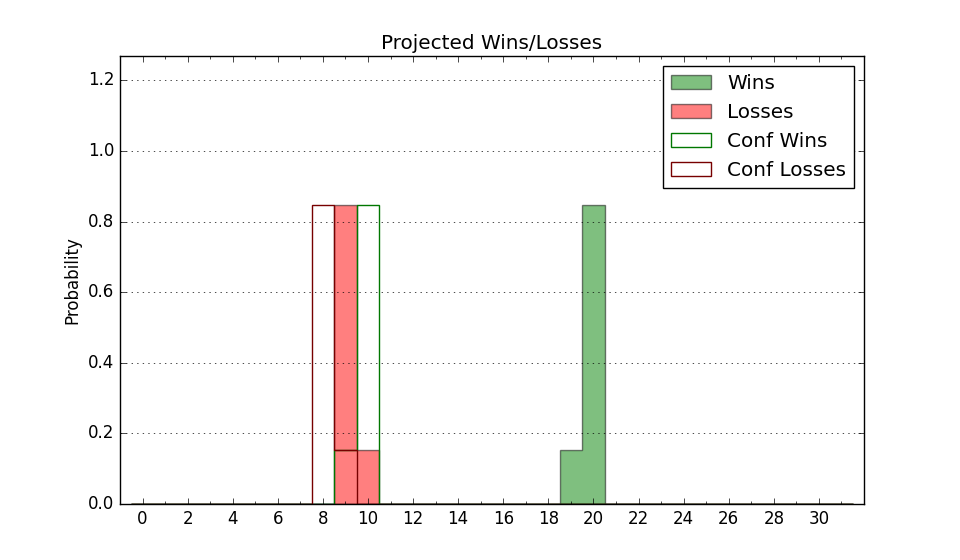 Projected Wins/Losses
1.2
1.0
0.8
0.6
0.4
0.2
0.0
Probability
Wins
Losses
Conf Wins
Conf Losses
0 2 4 6 8 10 12 14 16 18 20 22 24 26 28 30